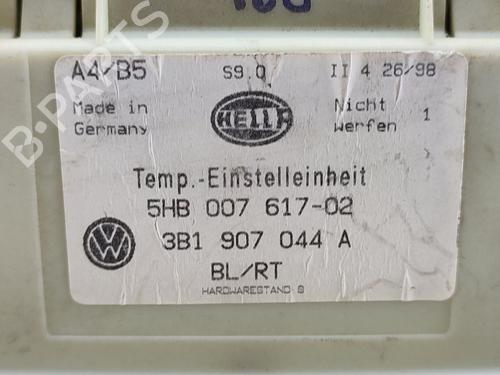 A4/B5 S9.0 II 4 26/98
Made in Germany
HELLA
Nicht werfen 1
Temp.-Einstelleinheit
5HB 007 617-02
VW 3B1 907 044 A
BL/RT
HARDWARESTAND 8
B-PARTS